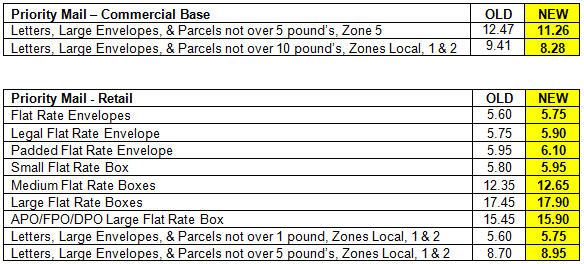 Priority Mail – Commercial Base OLD NEW
Letters, Large Envelopes, & Parcels not over 5 pound's, Zone 5 12.47 11.26
Letters, Large Envelopes, & Parcels not over 10 pound's, Zones Local, 1 & 2 9.41 8.28
Priority Mail - Retail OLD NEW
Flat Rate Envelopes 5.60 5.75
Legal Flat Rate Envelope 5.75 5.90
Padded Flat Rate Envelope 5.95 6.10
Small Flat Rate Box 5.80 5.95
Medium Flat Rate Boxes 12.35 12.65
Large Flat Rate Boxes 17.45 17.90
APO/FPO/DPO Large Flat Rate Box 15.45 15.90
Letters, Large Envelopes, & Parcels not over 1 pound, Zones Local, 1 & 2 5.60 5.75
Letters, Large Envelopes, & Parcels not over 5 pound's, Zones Local, 1 & 2 8.70 8.95